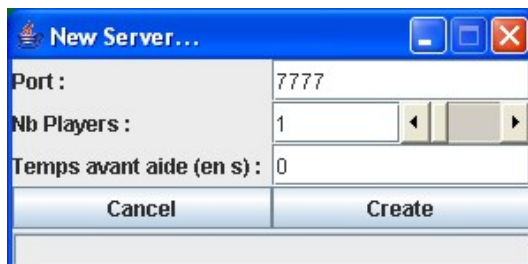 New Server...
Port : 7777
Nb Players : 1
Temps avant aide (en s) : 0
Cancel Create